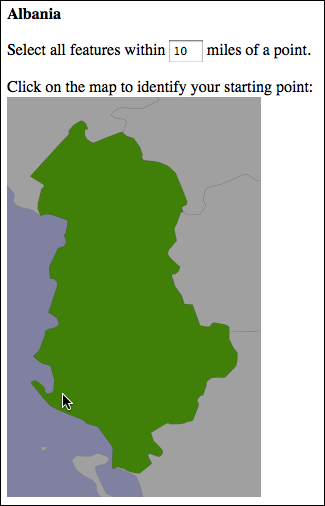 Albania
Select all features within 10 miles of a point.
Click on the map to identify your starting point: